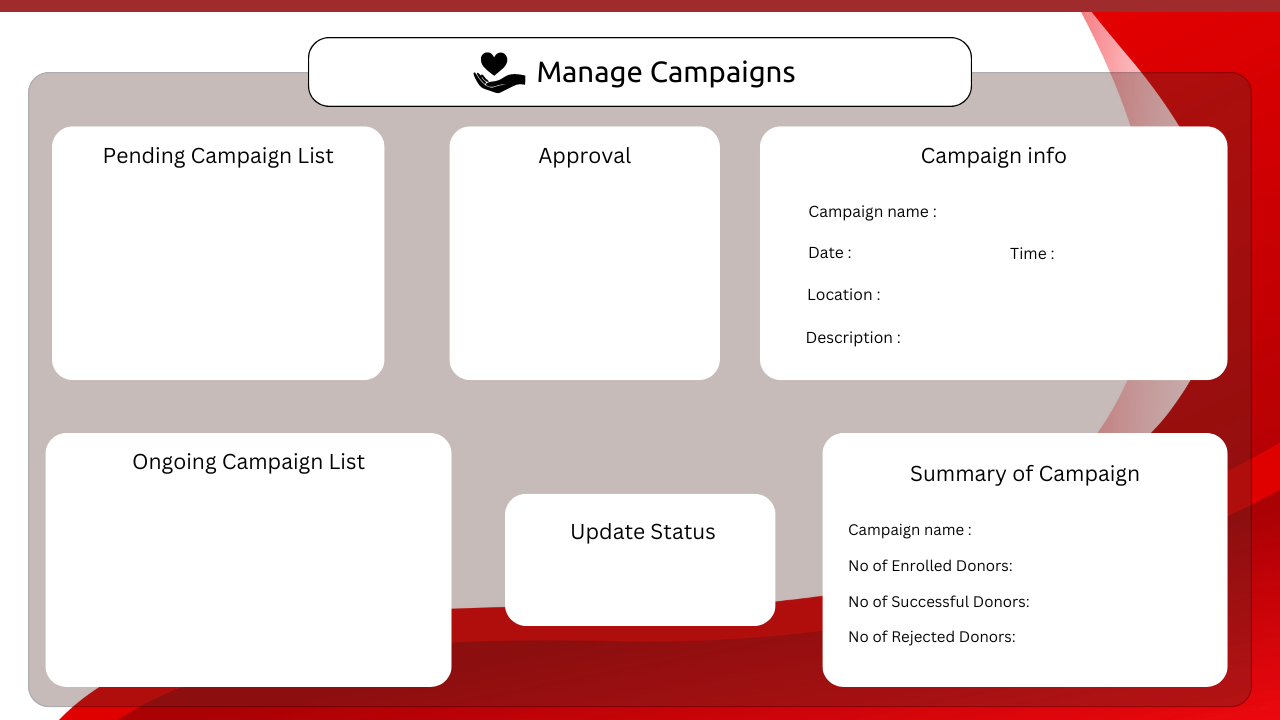 Manage Campaigns
Pending Campaign List
Approval
Campaign info
Campaign name :
Date :
Time :
Location :
Description :
Ongoing Campaign List
Update Status
Summary of Campaign
Campaign name :
No of Enrolled Donors:
No of Successful Donors:
No of Rejected Donors: